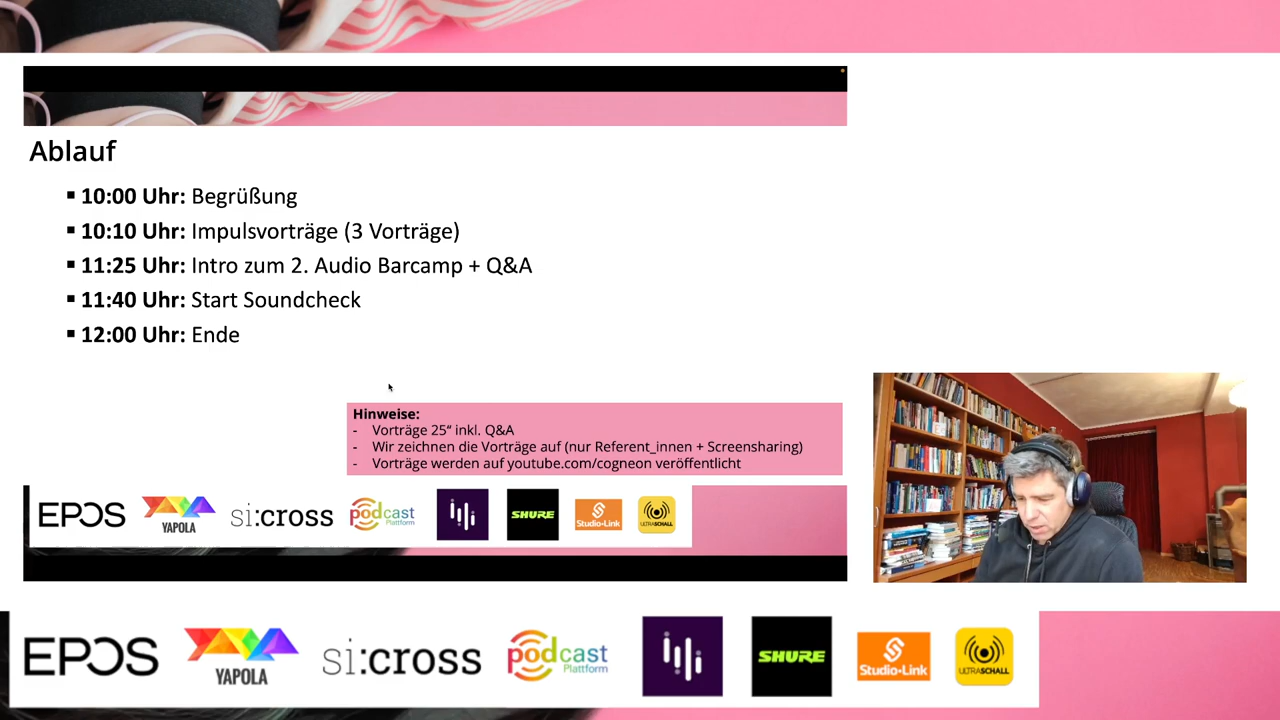 Ablauf
▪ 10:00 Uhr: Begrüßung
▪ 10:10 Uhr: Impulsvorträge (3 Vorträge)
▪ 11:25 Uhr: Intro zum 2. Audio Barcamp + Q&A
▪ 11:40 Uhr: Start Soundcheck
▪ 12:00 Uhr: Ende
Hinweise:
- Vorträge 25“ inkl. Q&A
- Wir zeichnen die Vorträge auf (nur Referent_innen + Screensharing)
- Vorträge werden auf youtube.com/cogneon veröffentlicht
EPOS
YAPOLA
si:cross
podcast
Plattform
SHURE
Studio-Link
ULTRASCHALL
EPOS
YAPOLA
si:cross
podcast
Plattform
SHURE
Studio-Link
ULTRASCHALL